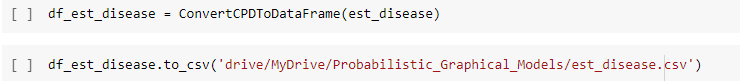 [ ] df_est_disease = ConvertCPDToDataFrame(est_disease)
[ ] df_est_disease.to_csv('drive/MyDrive/Probabilistic_Graphical_Models/est_disease.csv')